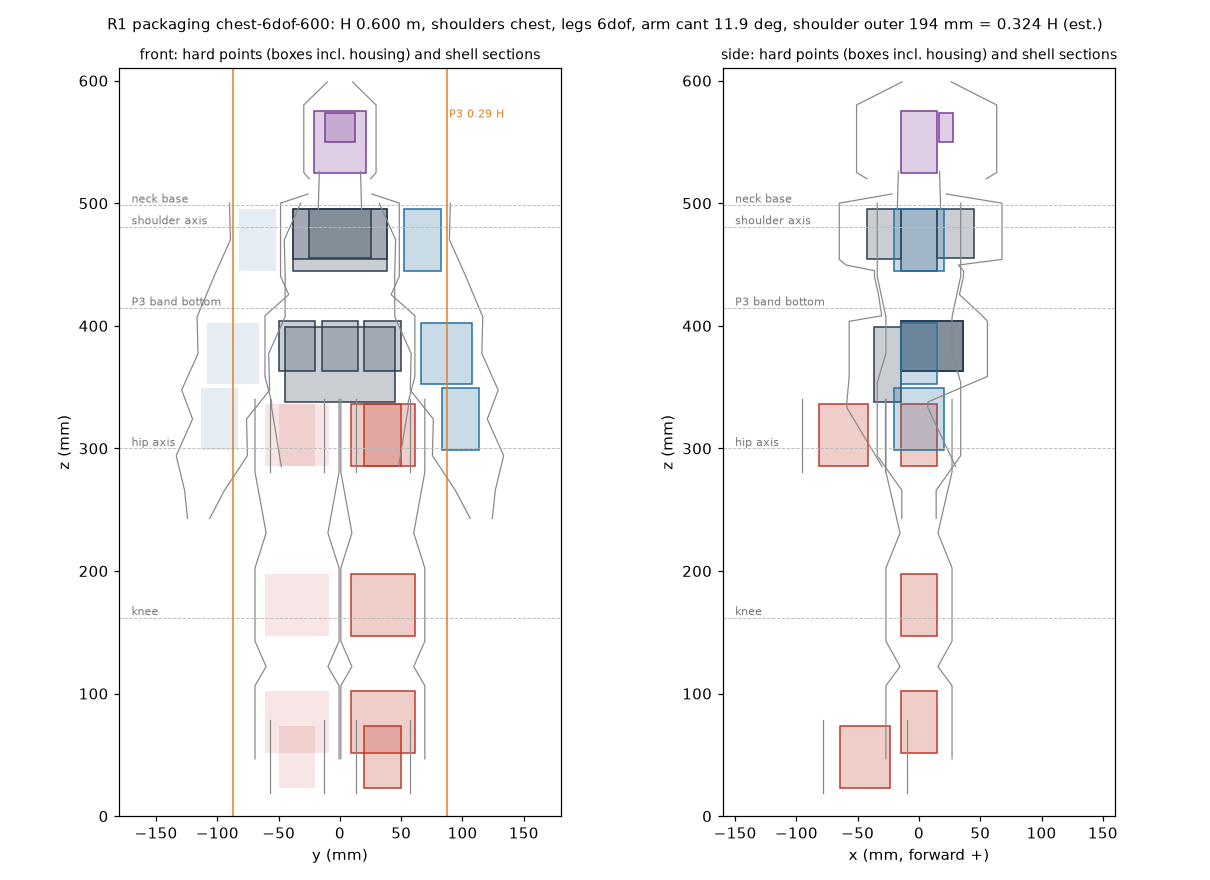 R1 packaging chest-6dof-600: H 0.600 m, shoulders chest, legs 6dof, arm cant 11.9 deg, shoulder outer 194 mm = 0.324 H (est.)
front: hard points (boxes incl. housing) and shell sections
600
500
400
300
200
100
0
z (mm)
−150
−100
−50
0
50
100
150
y (mm)
P3 0.29 H
neck base
shoulder axis
P3 band bottom
hip axis
knee
side: hard points (boxes incl. housing) and shell sections
600
500
400
300
200
100
0
z (mm)
−150
−100
−50
0
50
100
150
x (mm, forward +)
neck base
shoulder axis
P3 band bottom
hip axis
knee